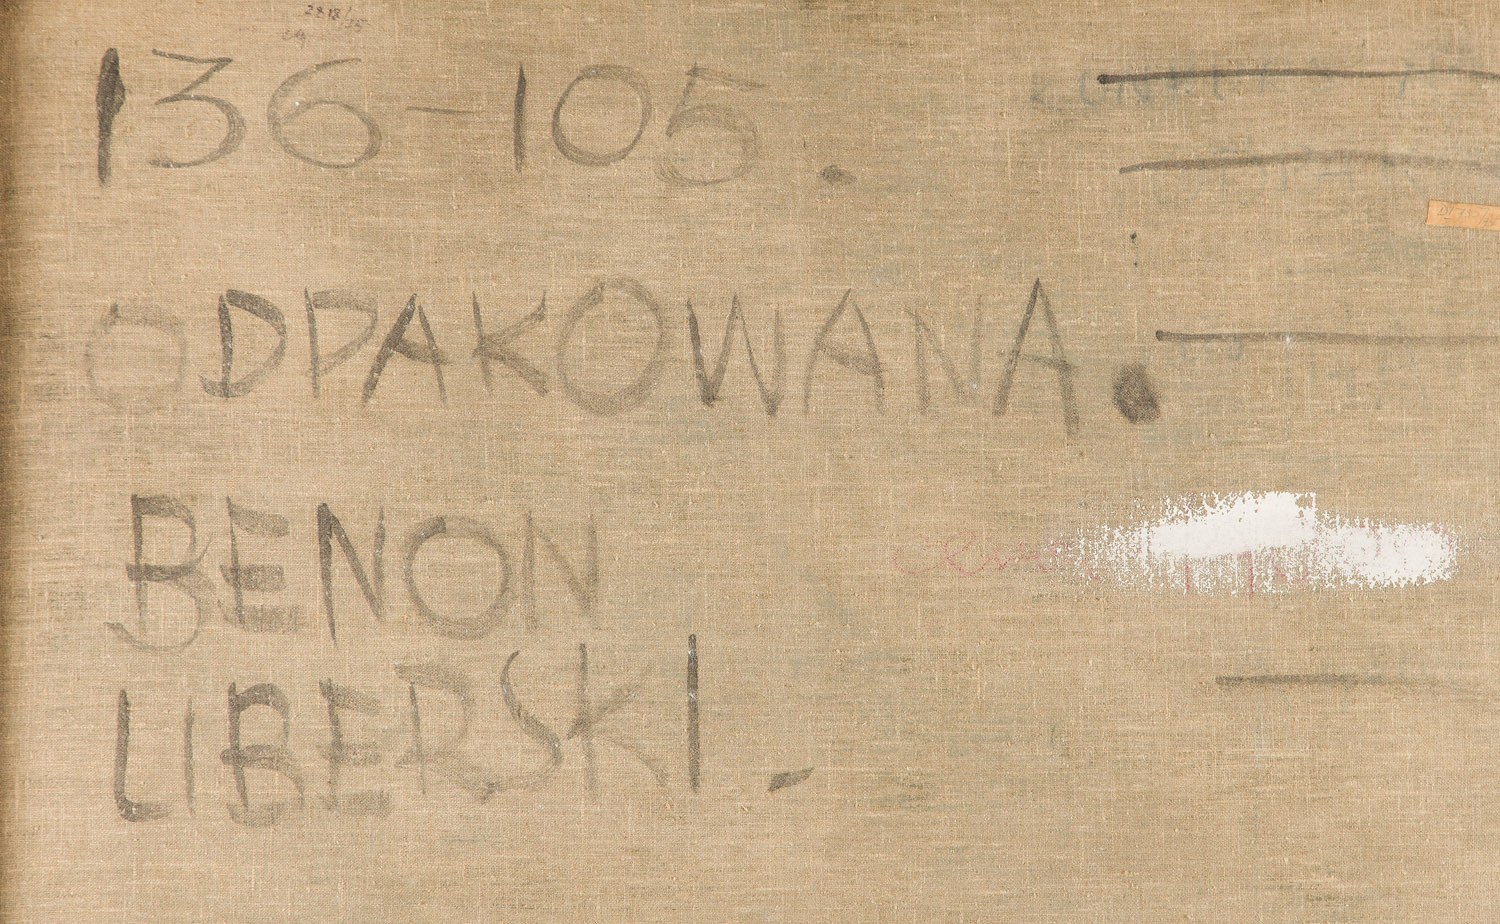 136-105.
ODPAKOWANA.
BENON
LIBERSKI.